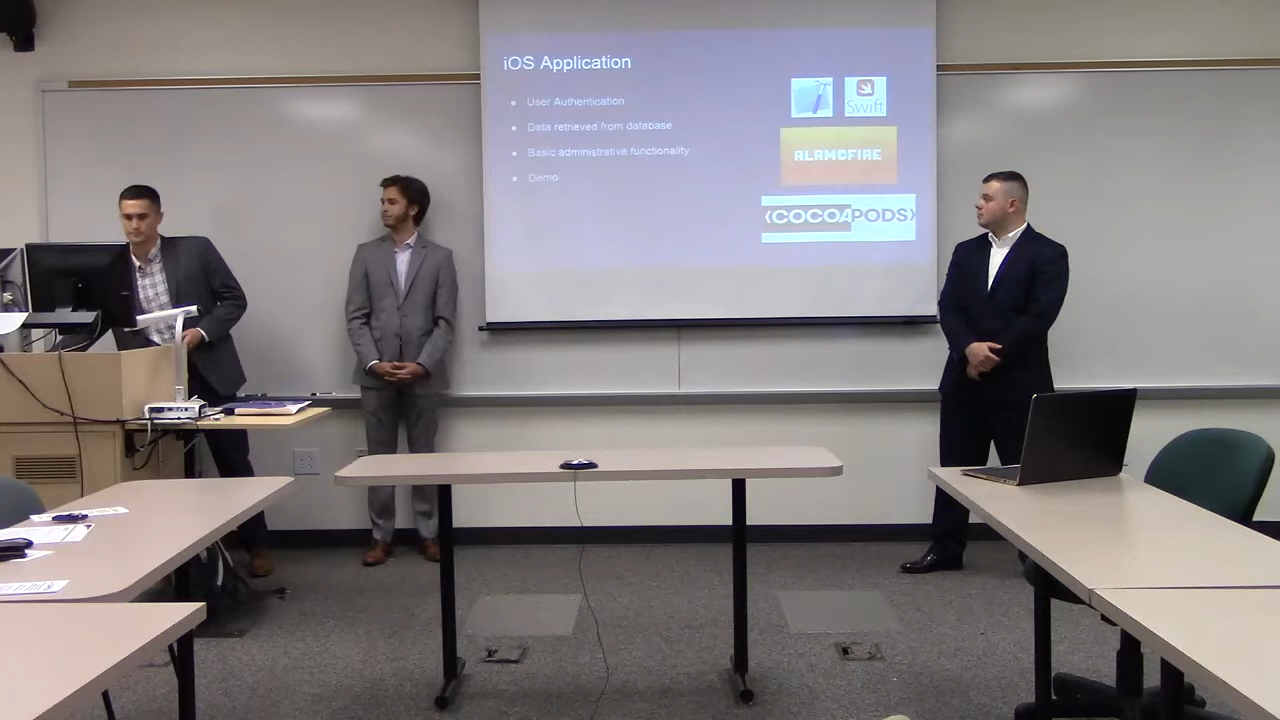 iOS Application
User Authentication
Data retrieved from database
Basic administrative functionality
Demo
Swift
ALAMOFIRE
COCOAPODS